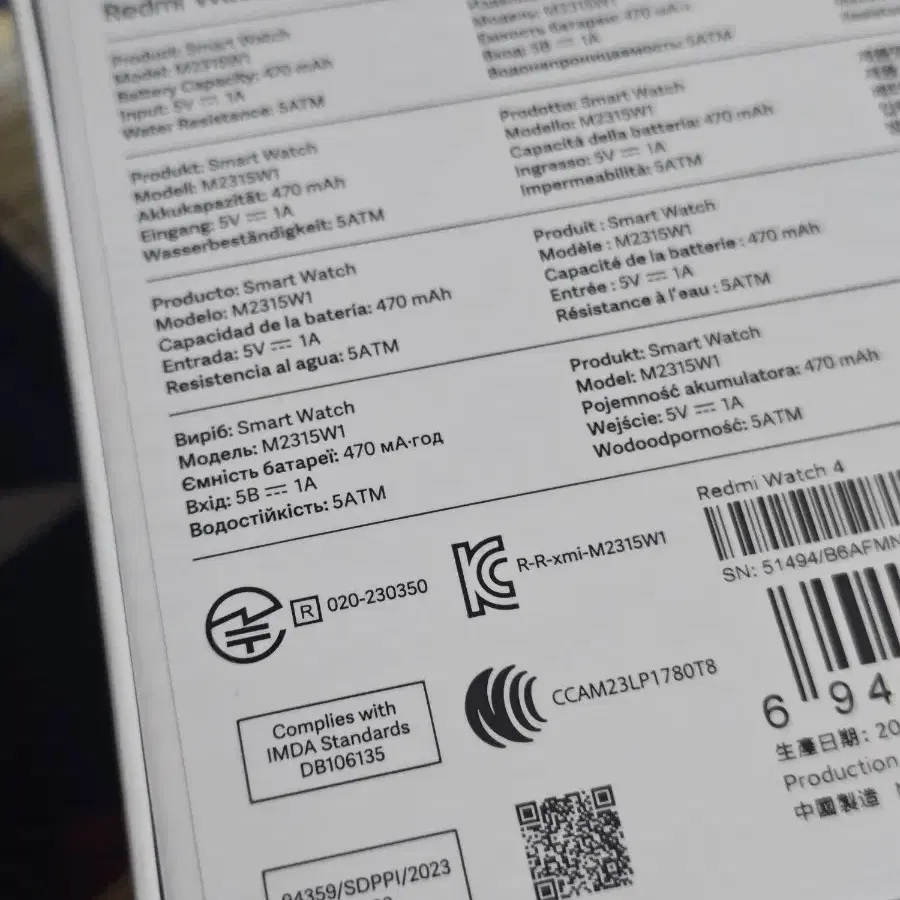 Redmi
Product: Smart Watch
Model: M2315W1
Battery Capacity: 470 mAh
Input: 5V ⎓ 1A
Water Resistance: 5ATM
470
5B ⎓ 1A
5ATM
Produkt: Smart Watch
Modell: M2315W1
Akkukapazität: 470 mAh
Eingang: 5V ⎓ 1A
Wasserbeständigkeit: 5ATM
Prodotto: Smart Watch
Modello: M2315W1
Capacità della batteria: 470 mAh
Ingresso: 5V ⎓ 1A
Impermeabilità: 5ATM
Producto: Smart Watch
Modelo: M2315W1
Capacidad de la batería: 470 mAh
Entrada: 5V ⎓ 1A
Resistencia al agua: 5ATM
Produit : Smart Watch
Modèle : M2315W1
Capacité de la batterie : 470 mAh
Entrée : 5V ⎓ 1A
Résistance à l'eau : 5ATM
Виріб: Smart Watch
Модель: M2315W1
Ємність батареї: 470 мА·год
Вхід: 5В ⎓ 1A
Водостійкість: 5ATM
Produkt: Smart Watch
Model: M2315W1
Pojemność akumulatora: 470 mAh
Wejście: 5V ⎓ 1A
Wodoodporność: 5ATM
Redmi Watch 4
SN: 51494/B6AFMN
R 020-230350
R-R-xmi-M2315W1
CCAM23LP1780T8
Complies with
IMDA Standards
DB106135
6 94
生產日期: 20
Production
中國製造
04359/SDPPI/2023